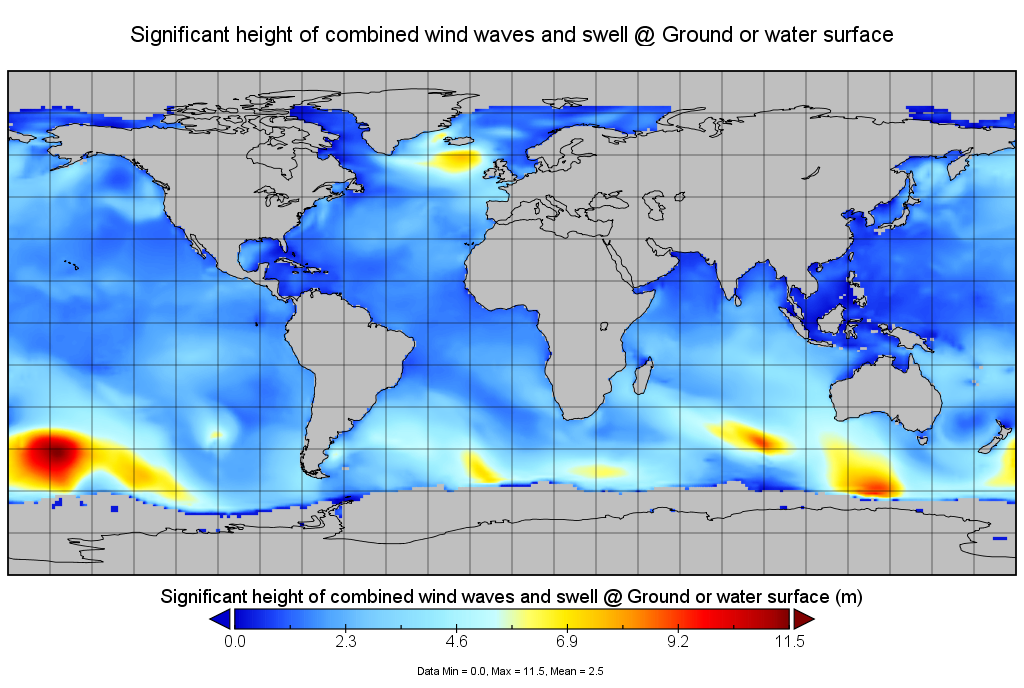 Significant height of combined wind waves and swell @ Ground or water surface
Significant height of combined wind waves and swell @ Ground or water surface (m)
0.0 2.3 4.6 6.9 9.2 11.5
Data Min = 0.0, Max = 11.5, Mean = 2.5